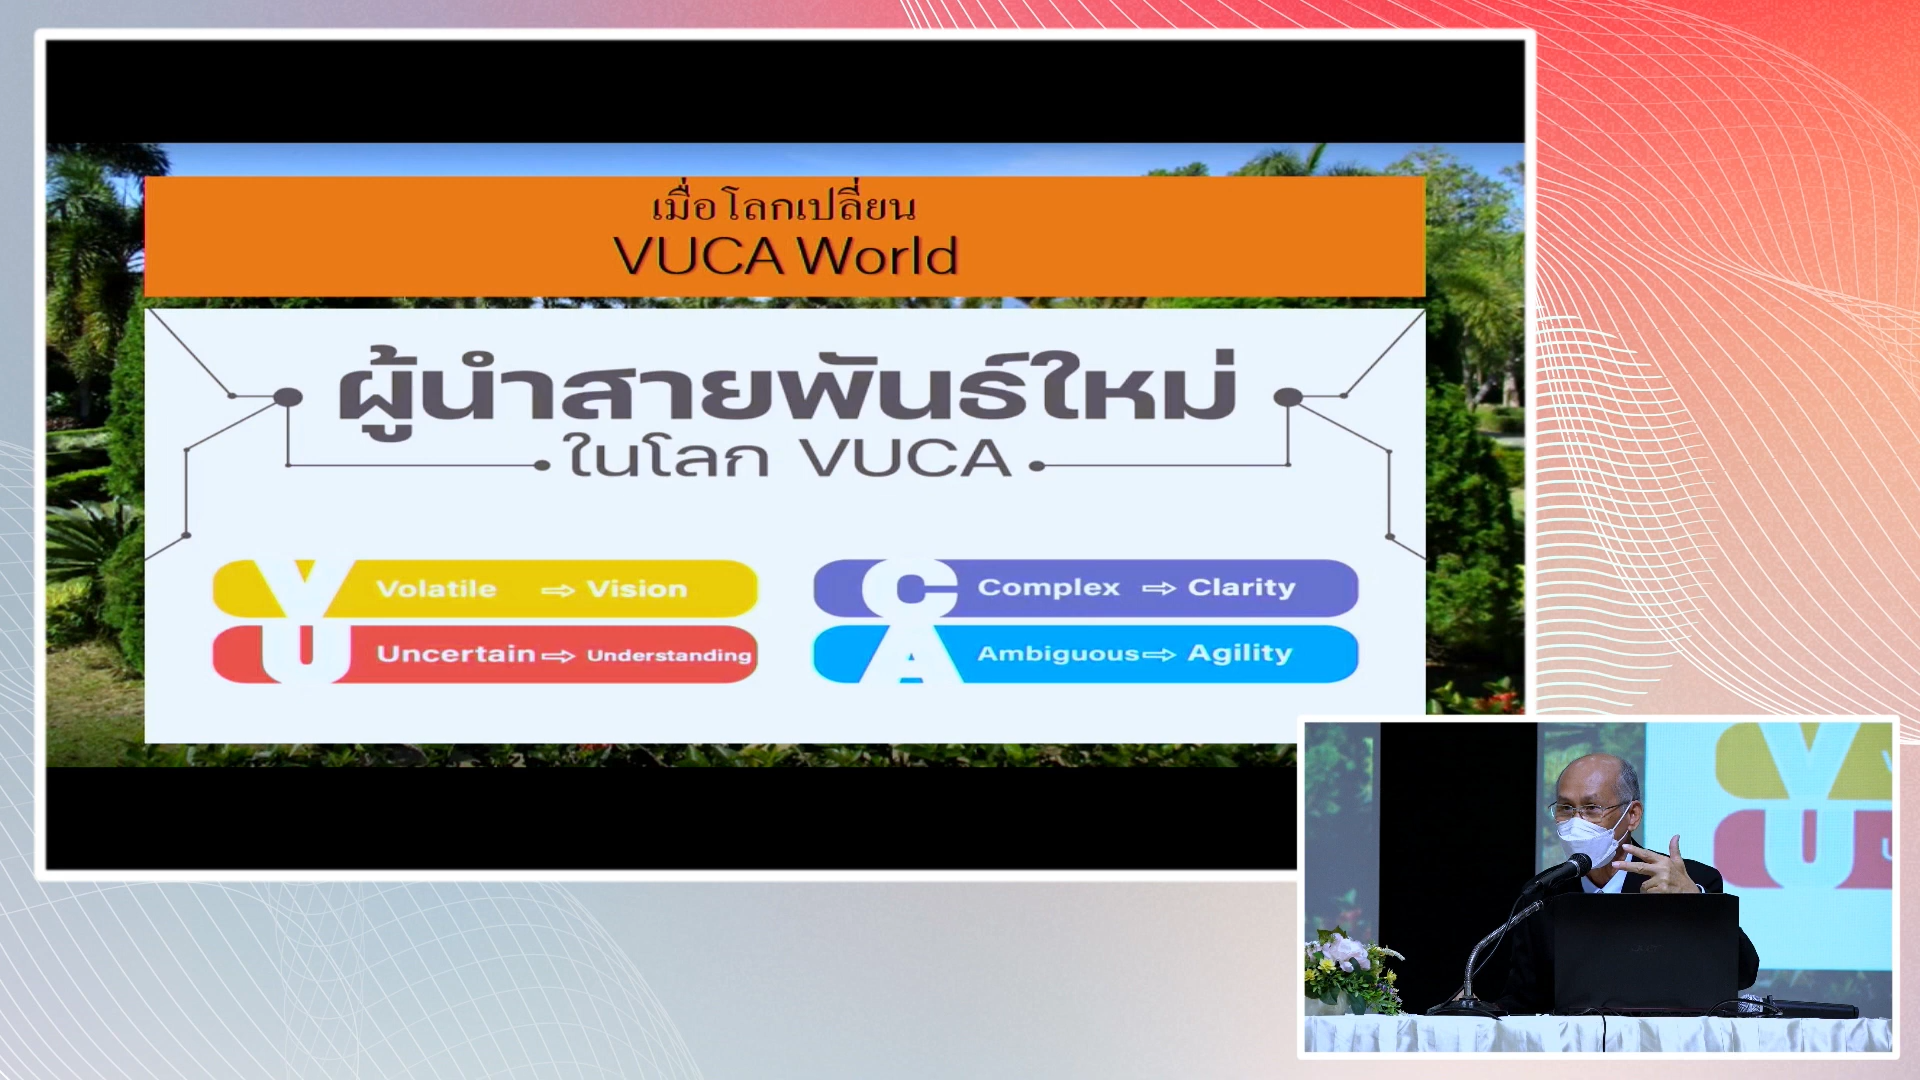 เมื่อโลกเปลี่ยน
VUCA World
ผู้นำสายพันธ์ใหม่
ในโลก VUCA
V Volatile ⇨ Vision
U Uncertain ⇨ Understanding
C Complex ⇨ Clarity
A Ambiguous ⇨ Agility
V
U